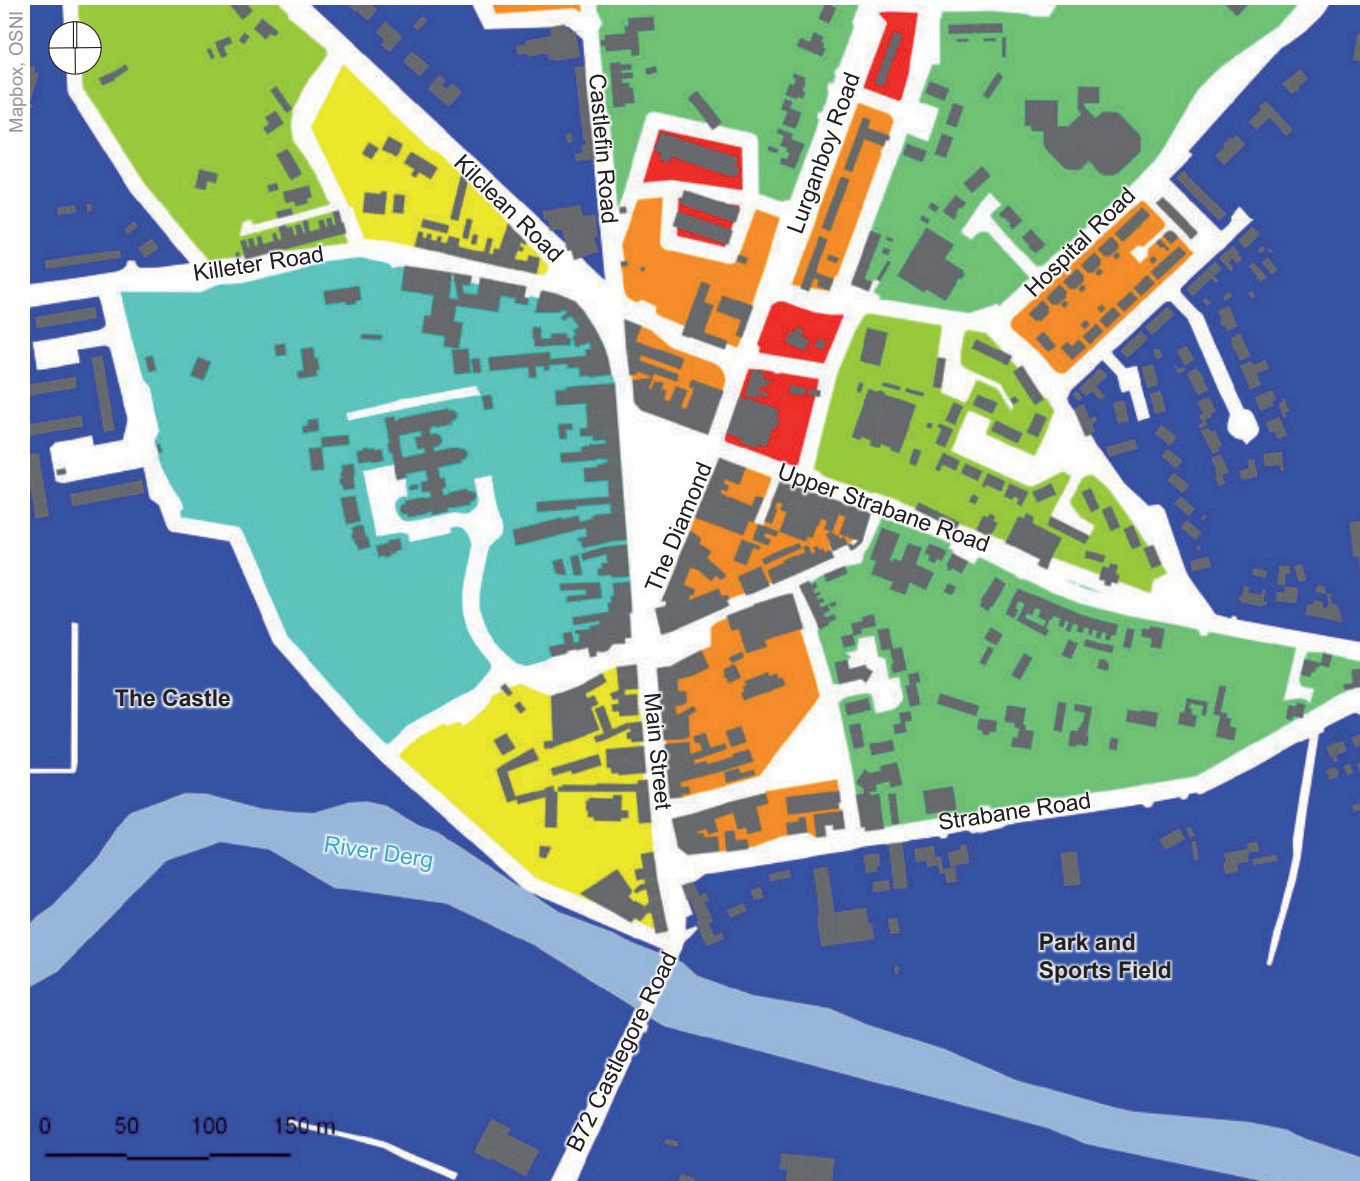 Mapbox, OSNI
Castlefin Road
Lurganboy Road
Kilclean Road
Hospital Road
Killeter Road
Upper Strabane Road
The Diamond
The Castle
Main Street
Strabane Road
River Derg
Park and
Sports Field
B72 Castlegore Road
0 50 100 150 m